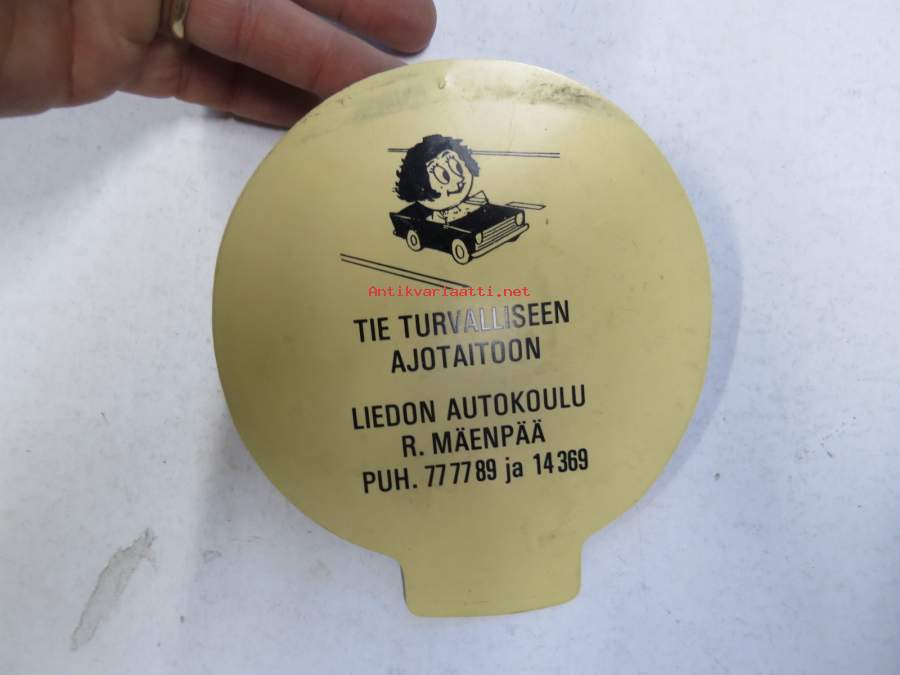 Antikvariaatti.net
TIE TURVALLISEEN
AJOTAITOON
LIEDON AUTOKOULU
R. MÄENPÄÄ
PUH. 77 77 89 ja 14 369